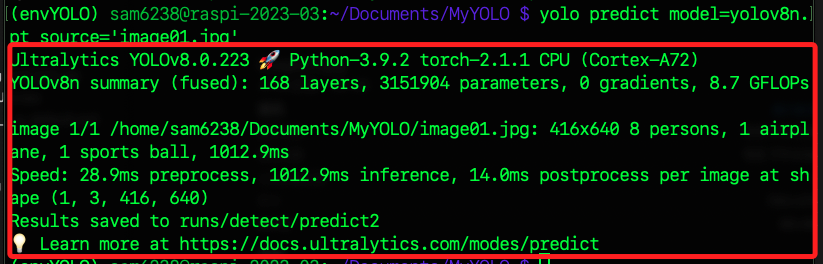 (envYOLO) sam6238@raspi-2023-03:~/Documents/MyYOLO $ yolo predict model=yolov8n.
pt source='image01.jpg'
Ultralytics YOLOv8.0.223 🚀 Python-3.9.2 torch-2.1.1 CPU (Cortex-A72)
YOLOv8n summary (fused): 168 layers, 3151904 parameters, 0 gradients, 8.7 GFLOPs
image 1/1 /home/sam6238/Documents/MyYOLO/image01.jpg: 416x640 8 persons, 1 airpl
ane, 1 sports ball, 1012.9ms
Speed: 28.9ms preprocess, 1012.9ms inference, 14.0ms postprocess per image at sh
ape (1, 3, 416, 640)
Results saved to runs/detect/predict2
💡 Learn more at https://docs.ultralytics.com/modes/predict
(envYOLO) sam6238@raspi-2023-03:~/Documents/MyYOLO $